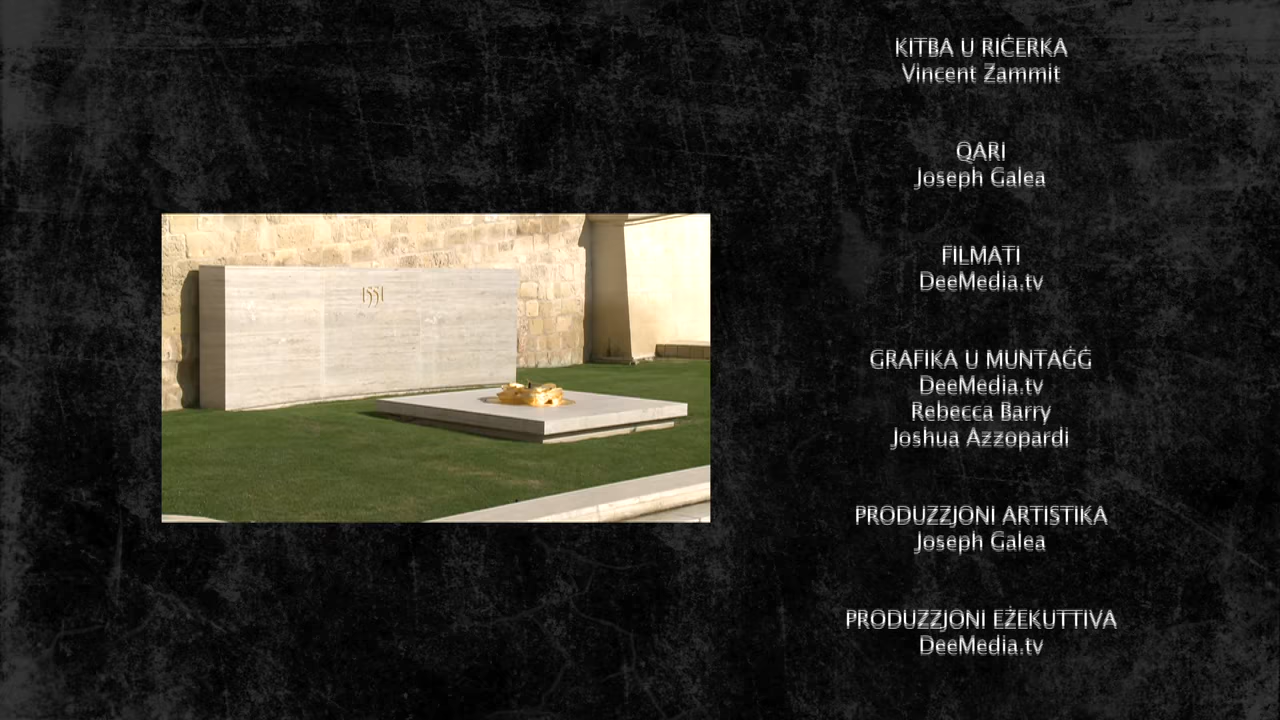 1551
KITBA U RIĊERKA
Vincent Zammit
QARI
Joseph Galea
FILMATI
DeeMedia.tv
GRAFIKA U MUNTAĠĠ
DeeMedia.tv
Rebecca Barry
Joshua Azzopardi
PRODUZZJONI ARTISTIKA
Joseph Galea
PRODUZZJONI EŻEKUTTIVA
DeeMedia.tv